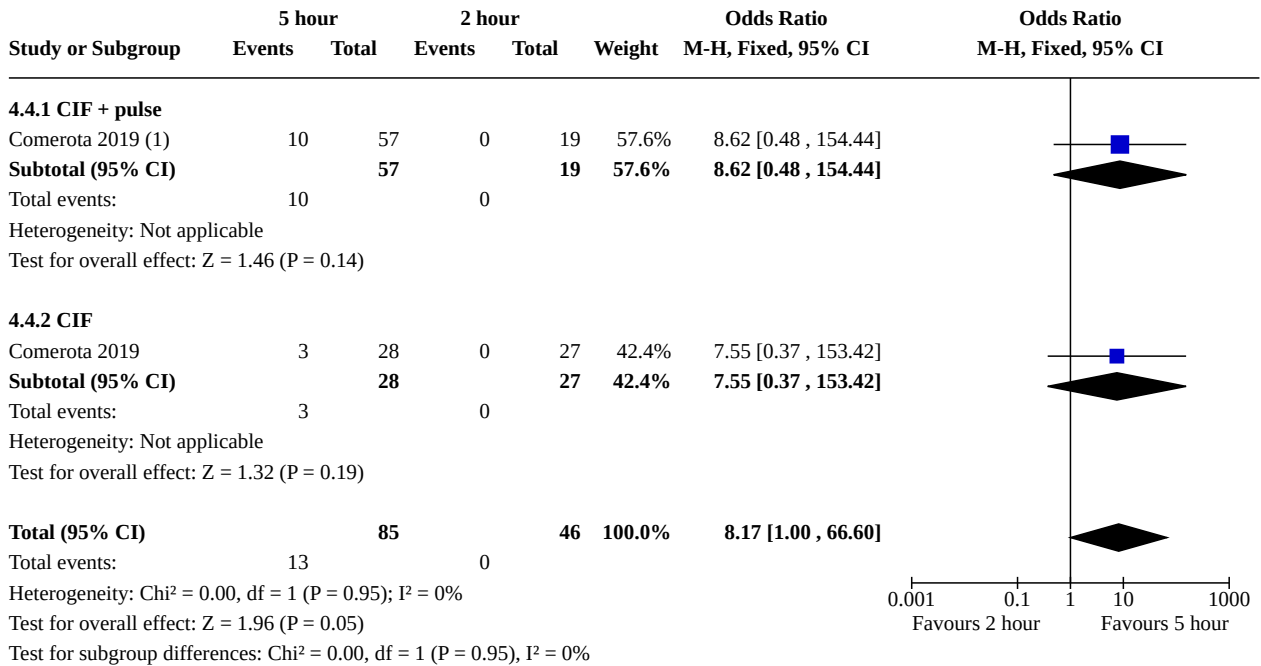 5 hour 2 hour Odds Ratio Odds Ratio
Study or Subgroup Events Total Events Total Weight M-H, Fixed, 95% CI M-H, Fixed, 95% CI
4.4.1 CIF + pulse
Comerota 2019 (1) 10 57 0 19 57.6% 8.62 [0.48 , 154.44]
Subtotal (95% CI) 57 19 57.6% 8.62 [0.48 , 154.44]
Total events: 10 0
Heterogeneity: Not applicable
Test for overall effect: Z = 1.46 (P = 0.14)
4.4.2 CIF
Comerota 2019 3 28 0 27 42.4% 7.55 [0.37 , 153.42]
Subtotal (95% CI) 28 27 42.4% 7.55 [0.37 , 153.42]
Total events: 3 0
Heterogeneity: Not applicable
Test for overall effect: Z = 1.32 (P = 0.19)
Total (95% CI) 85 46 100.0% 8.17 [1.00 , 66.60]
Total events: 13 0
Heterogeneity: Chi² = 0.00, df = 1 (P = 0.95); I² = 0%
Test for overall effect: Z = 1.96 (P = 0.05)
Test for subgroup differences: Chi² = 0.00, df = 1 (P = 0.95), I² = 0%
0.001 0.1 1 10 1000
Favours 2 hour Favours 5 hour